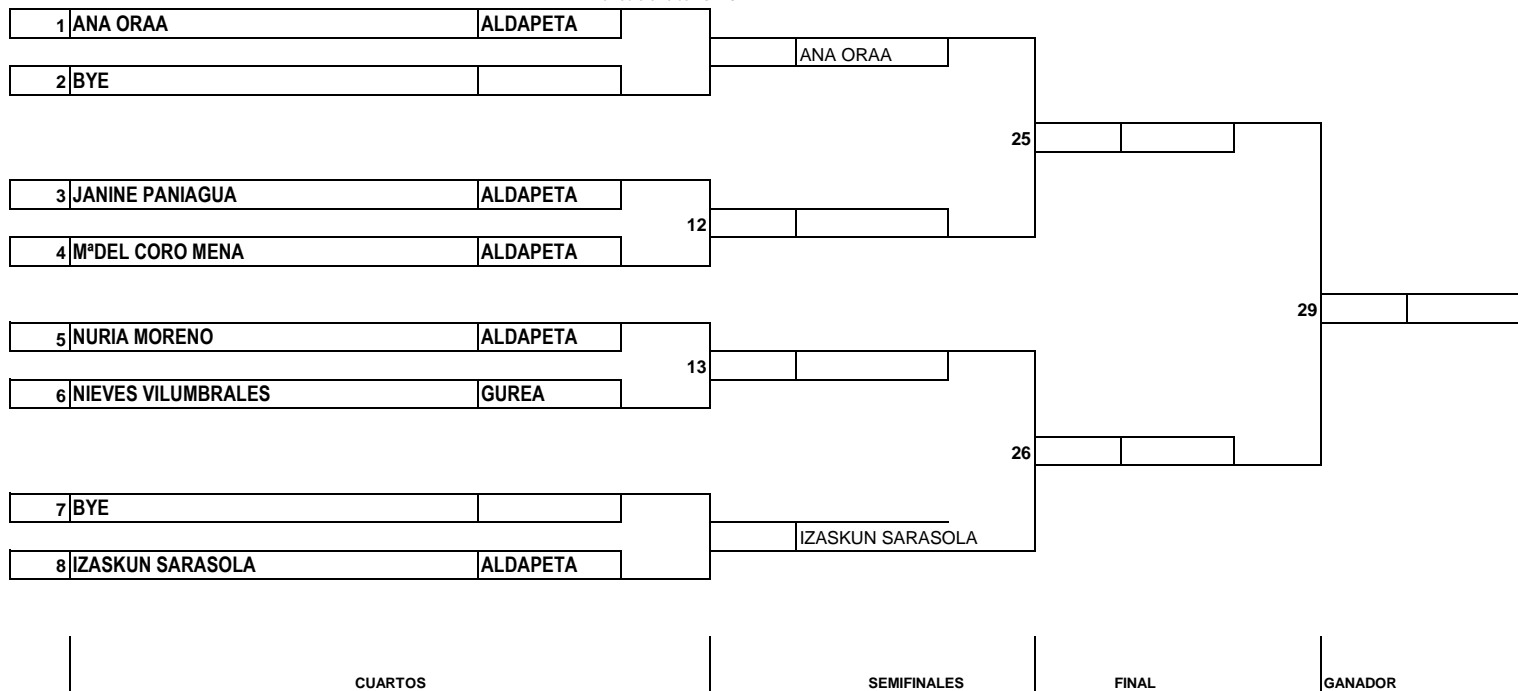 1 ANA ORAA ALDAPETA
ANA ORAA
2 BYE
25
3 JANINE PANIAGUA ALDAPETA
12
4 MªDEL CORO MENA ALDAPETA
29
5 NURIA MORENO ALDAPETA
13
6 NIEVES VILUMBRALES GUREA
26
7 BYE
IZASKUN SARASOLA
8 IZASKUN SARASOLA ALDAPETA
CUARTOS SEMIFINALES FINAL GANADOR